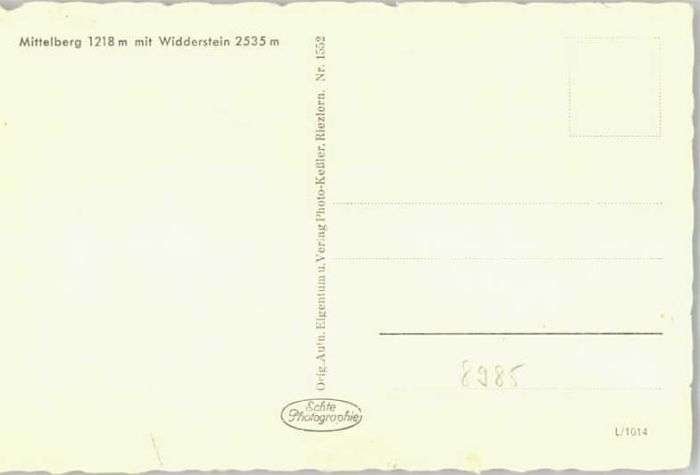 Mittelberg 1218 m mit Widderstein 2535 m
Orig. Aufn. Eigentum u. Verlag Photo-Keßler, Riezlern. Nr. 1552
8985
Echte
Photographie
L/1014